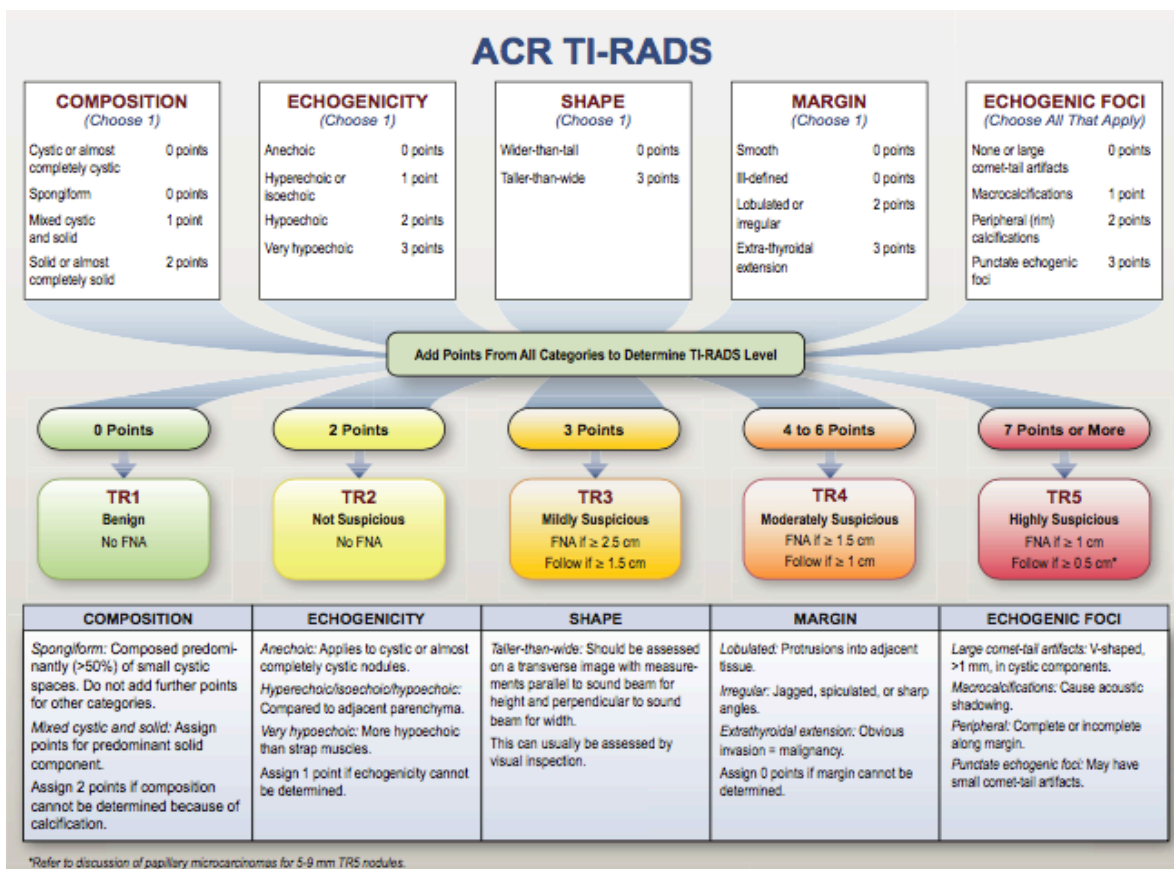 ACR TI-RADS
COMPOSITION
(Choose 1)
Cystic or almost completely cystic 0 points
Spongiform 0 points
Mixed cystic and solid 1 point
Solid or almost completely solid 2 points
ECHOGENICITY
(Choose 1)
Anechoic 0 points
Hyperechoic or isoechoic 1 point
Hypoechoic 2 points
Very hypoechoic 3 points
SHAPE
(Choose 1)
Wider-than-tall 0 points
Taller-than-wide 3 points
MARGIN
(Choose 1)
Smooth 0 points
Ill-defined 0 points
Lobulated or irregular 2 points
Extra-thyroidal extension 3 points
ECHOGENIC FOCI
(Choose All That Apply)
None or large comet-tail artifacts 0 points
Macrocalcifications 1 point
Peripheral (rim) calcifications 2 points
Punctate echogenic foci 3 points
Add Points From All Categories to Determine TI-RADS Level
0 Points
2 Points
3 Points
4 to 6 Points
7 Points or More
TR1
Benign
No FNA
TR2
Not Suspicious
No FNA
TR3
Mildly Suspicious
FNA if ≥ 2.5 cm
Follow if ≥ 1.5 cm
TR4
Moderately Suspicious
FNA if ≥ 1.5 cm
Follow if ≥ 1 cm
TR5
Highly Suspicious
FNA if ≥ 1 cm
Follow if ≥ 0.5 cm*
COMPOSITION
Spongiform: Composed predomi-
nantly (>50%) of small cystic
spaces. Do not add further points
for other categories.
Mixed cystic and solid: Assign
points for predominant solid
component.
Assign 2 points if composition
cannot be determined because of
calcification.
ECHOGENICITY
Anechoic: Applies to cystic or almost
completely cystic nodules.
Hyperechoic/isoechoic/hypoechoic:
Compared to adjacent parenchyma.
Very hypoechoic: More hypoechoic
than strap muscles.
Assign 1 point if echogenicity cannot
be determined.
SHAPE
Taller-than-wide: Should be assessed
on a transverse image with measure-
ments parallel to sound beam for
height and perpendicular to sound
beam for width.
This can usually be assessed by
visual inspection.
MARGIN
Lobulated: Protrusions into adjacent
tissue.
Irregular: Jagged, spiculated, or sharp
angles.
Extrathyroidal extension: Obvious
invasion = malignancy.
Assign 0 points if margin cannot be
determined.
ECHOGENIC FOCI
Large comet-tail artifacts: V-shaped,
>1 mm, in cystic components.
Macrocalcifications: Cause acoustic
shadowing.
Peripheral: Complete or incomplete
along margin.
Punctate echogenic foci: May have
small comet-tail artifacts.
*Refer to discussion of papillary microcarcinomas for 5-9 mm TR5 nodules.